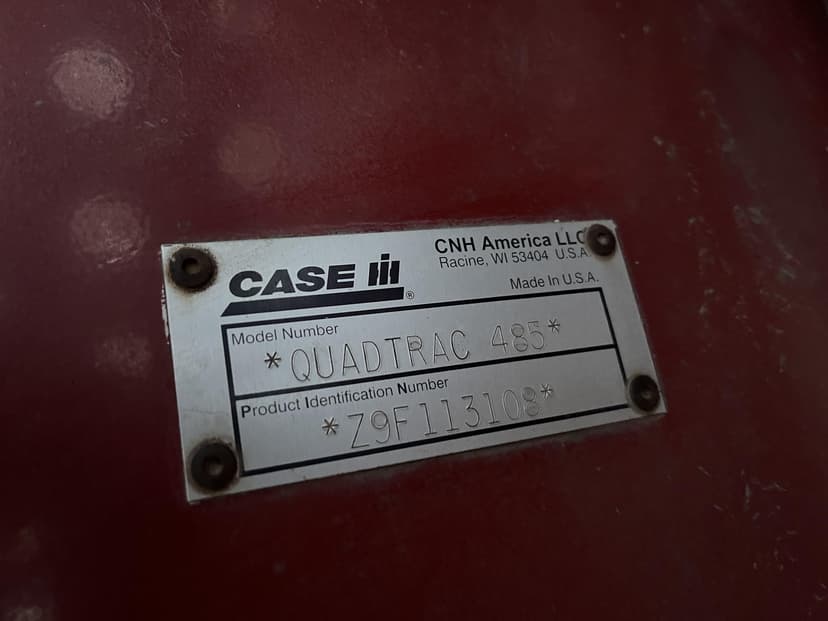 CASE IH®
CNH America LLC
Racine, WI 53404 U.S.A.
Made In U.S.A.
Model Number
*QUADTRAC 485*
Product Identification Number
*Z9F113108*